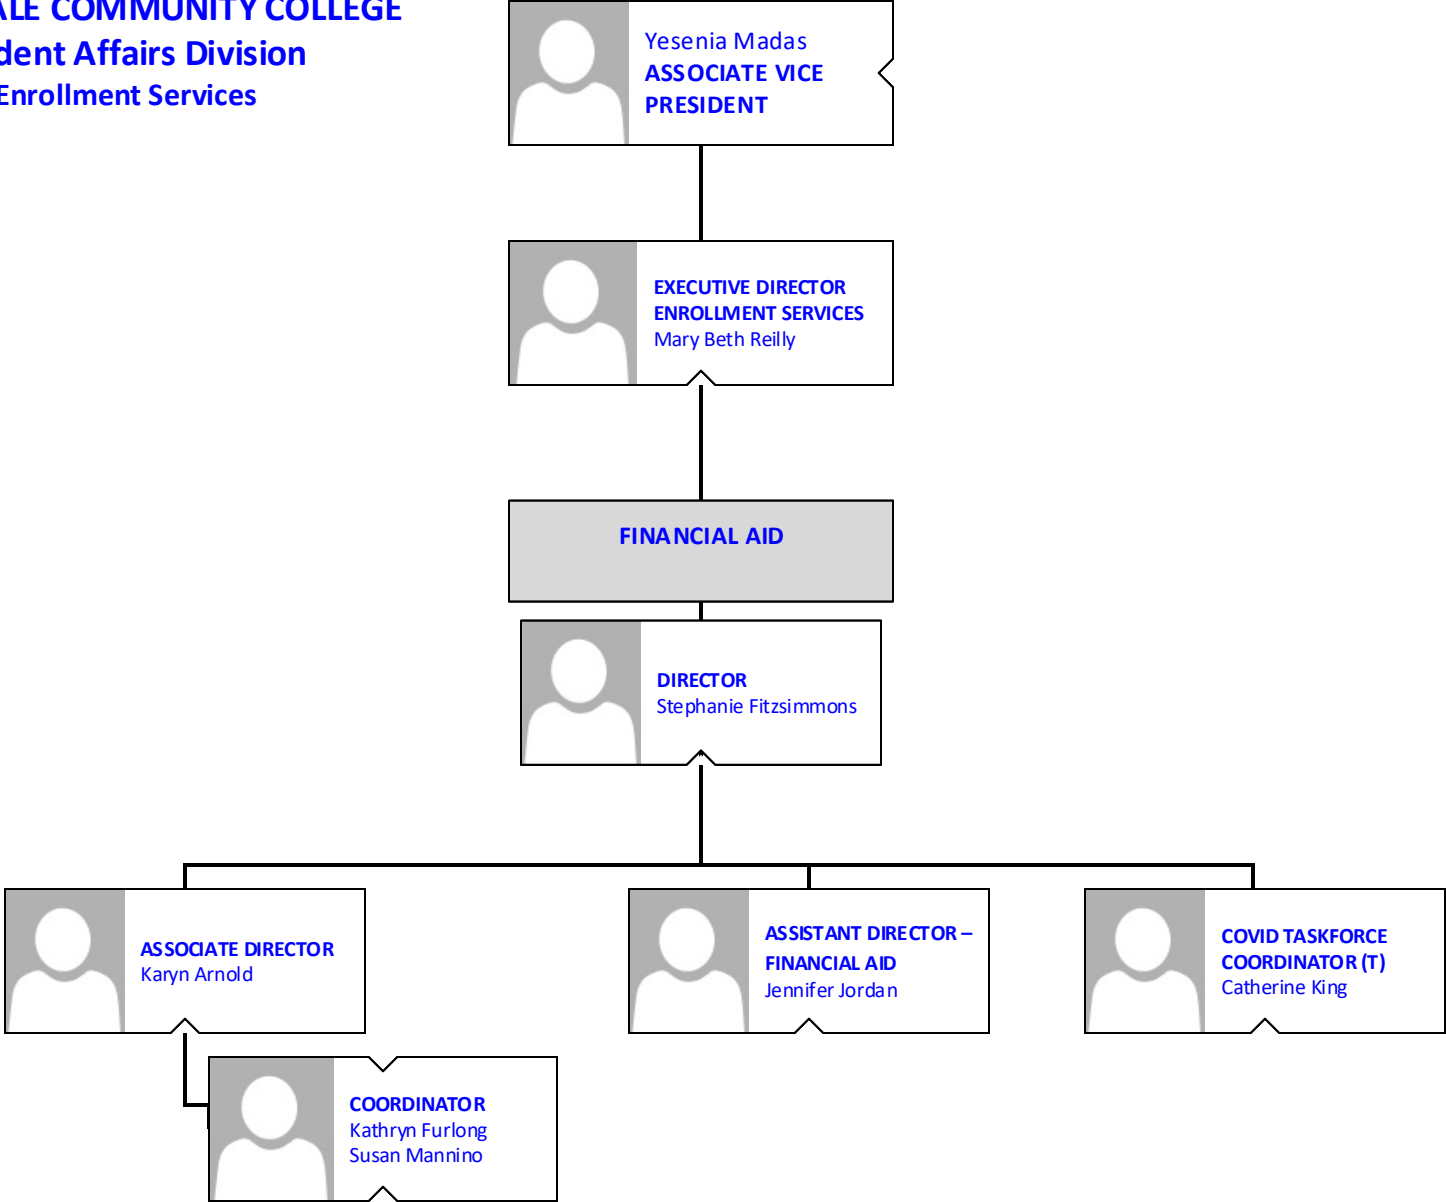 COMMUNITY COLLEGE
Affairs Division
Enrollment Services
Yesenia Madas
ASSOCIATE VICE
PRESIDENT
EXECUTIVE DIRECTOR
ENROLLMENT SERVICES
Mary Beth Reilly
FINANCIAL AID
DIRECTOR
Stephanie Fitzsimmons
ASSOCIATE DIRECTOR
Karyn Arnold
ASSISTANT DIRECTOR –
FINANCIAL AID
Jennifer Jordan
COVID TASKFORCE
COORDINATOR (T)
Catherine King
COORDINATOR
Kathryn Furlong
Susan Mannino